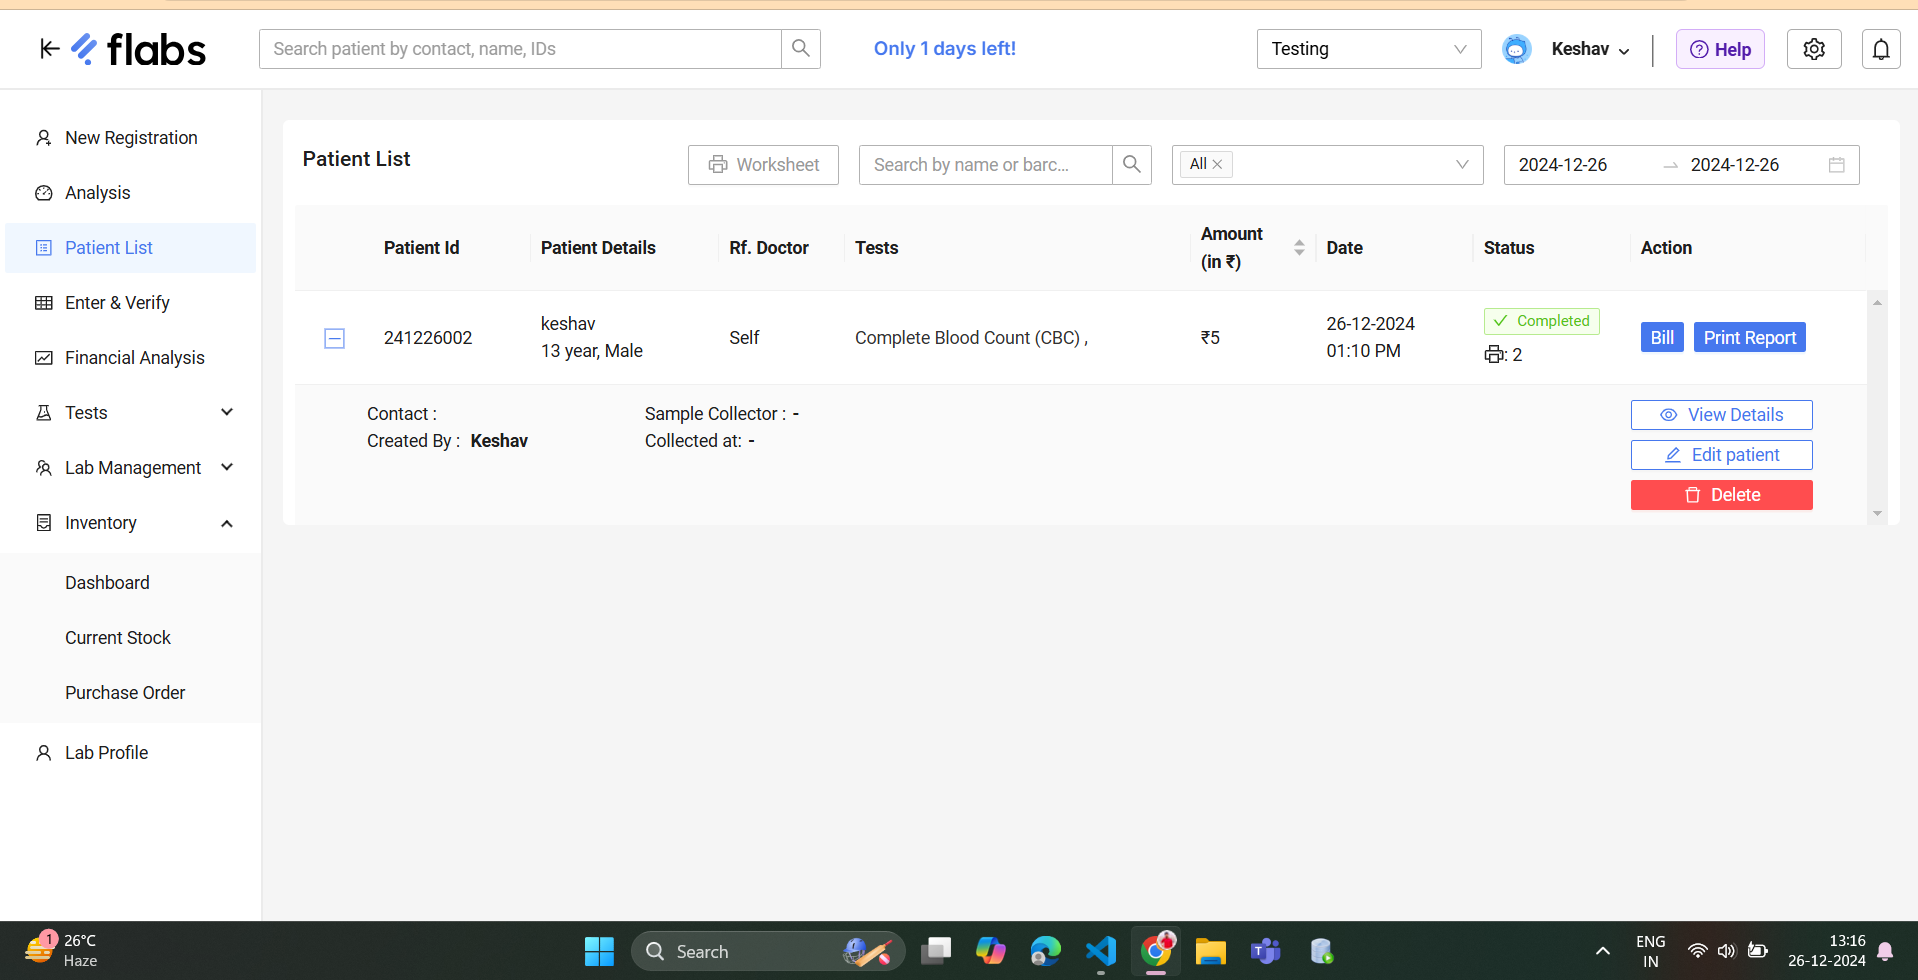 flabs
Search patient by contact, name, IDs
Only 1 days left!
Testing
Keshav
Help
New Registration
Analysis
Patient List
Enter & Verify
Financial Analysis
Tests
Lab Management
Inventory
Dashboard
Current Stock
Purchase Order
Lab Profile
Patient List
Worksheet
Search by name or barc...
All
2024-12-26
2024-12-26
Patient Id
Patient Details
Rf. Doctor
Tests
Amount
(in ₹)
Date
Status
Action
241226002
keshav
13 year, Male
Self
Complete Blood Count (CBC) ,
₹5
26-12-2024
01:10 PM
Completed
: 2
Bill
Print Report
Contact :
Created By : Keshav
Sample Collector : -
Collected at: -
View Details
Edit patient
Delete
1
26°C
Haze
Search
ENG
IN
13:16
26-12-2024